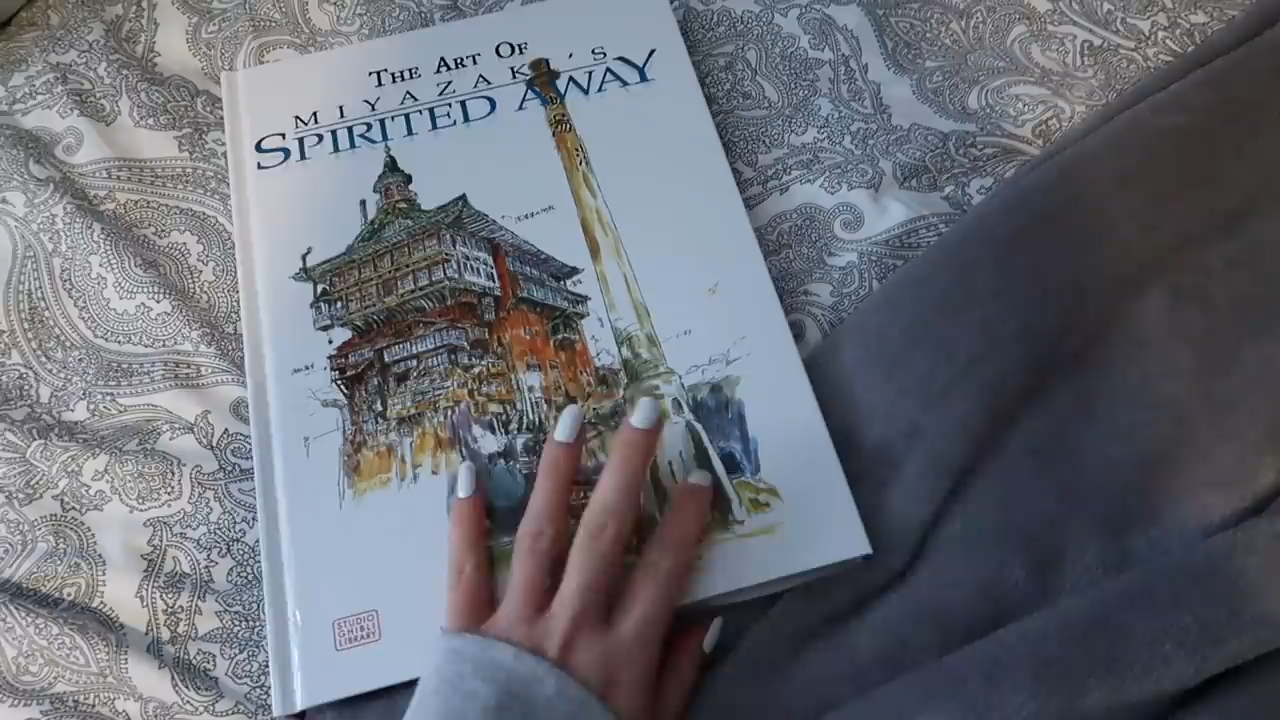 THE ART OF
MIYAZAKI'S
SPIRITED AWAY
STUDIO
GHIBLI
LIBRARY